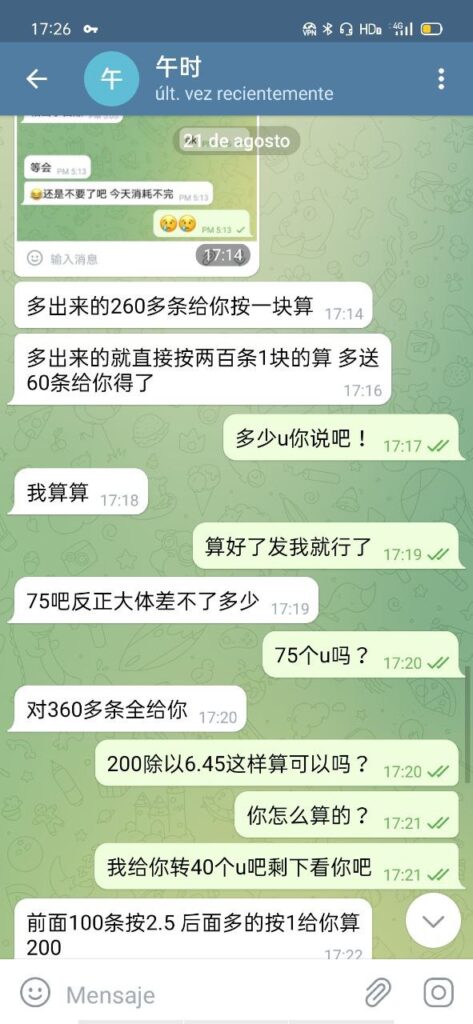 17:26
VPN
HD
4G
午
午时
últ. vez recientemente
21 de agosto
等会 PM 5:13
😂还是不要了吧 今天消耗不完 PM 5:13
😢😢 PM 5:13
输入消息
17:14
多出来的260多条给你按一块算 17:14
多出来的就直接按两百条1块的算 多送
60条给你得了 17:16
多少u你说吧！ 17:17
我算算 17:18
算好了发我就行了 17:19
75吧反正大体差不了多少 17:19
75个u吗？ 17:20
对360多条全给你 17:20
200除以6.45这样算可以吗？ 17:20
你怎么算的？ 17:21
我给你转40个u吧剩下看你吧 17:21
前面100条按2.5 后面多的按1给你算
200 17:22
Mensaje